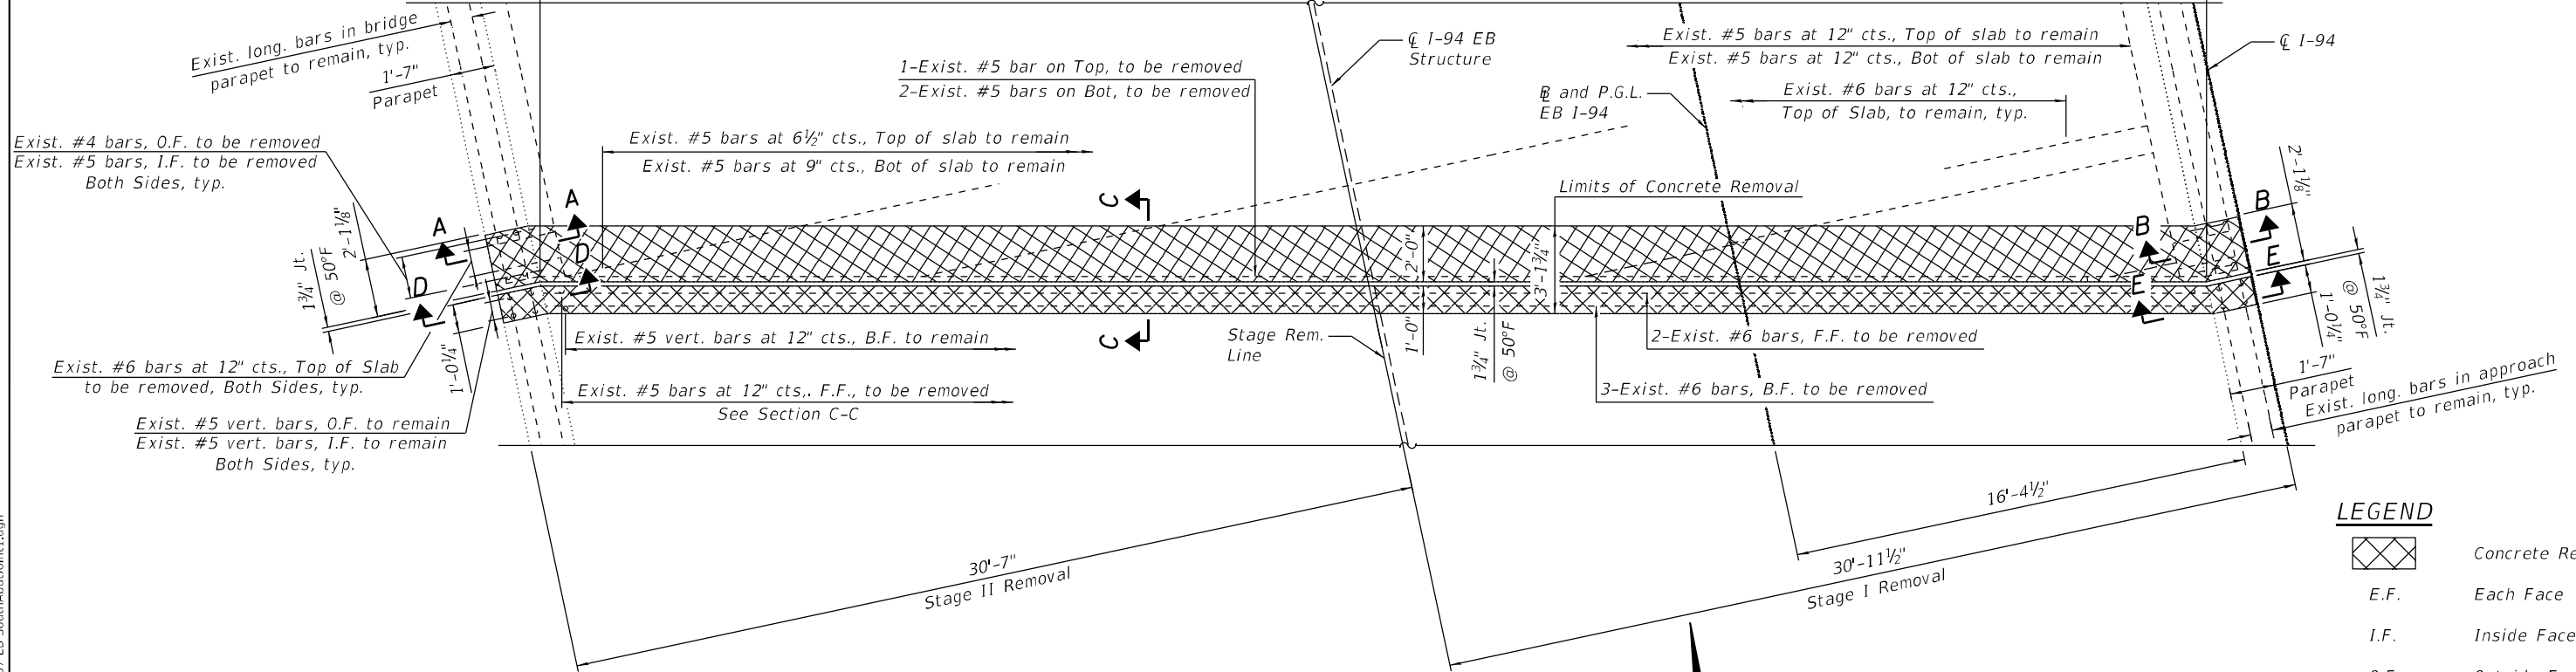 Exist. long. bars in bridge
parapet to remain, typ.
1'-7"
Parapet
Exist. #4 bars, O.F. to be removed
Exist. #5 bars, I.F. to be removed
Both Sides, typ.
1-Exist. #5 bar on Top, to be removed
2-Exist. #5 bars on Bot, to be removed
Exist. #5 bars at 6½" cts., Top of slab to remain
Exist. #5 bars at 9" cts., Bot of slab to remain
℄ I-94 EB
Structure
Exist. #5 bars at 12" cts., Top of slab to remain
Exist. #5 bars at 12" cts., Bot of slab to remain
℄ I-94
Exist. #6 bars at 12" cts.,
Top of Slab, to remain, typ.
B and P.G.L.
EB I-94
Limits of Concrete Removal
2'-1⅛"
A
A
D
D
C
C
B
B
E
E
1¾" Jt.
@ 50°F
2'-1⅛"
1'-0¼"
2'-0"
3'-1¾"
1'-0"
1¾" Jt.
@ 50°F
1¾" Jt.
@ 50°F
1'-0¼"
Exist. #5 vert. bars at 12" cts., B.F. to remain
Stage Rem.
Line
2-Exist. #6 bars, F.F. to be removed
Exist. #6 bars at 12" cts., Top of Slab
to be removed, Both Sides, typ.
Exist. #5 bars at 12" cts,. F.F., to be removed
See Section C-C
3-Exist. #6 bars, B.F. to be removed
1'-7"
Parapet
Exist. long. bars in approach
parapet to remain, typ.
Exist. #5 vert. bars, O.F. to remain
Exist. #5 vert. bars, I.F. to remain
Both Sides, typ.
16'-4½"
30'-7"
Stage II Removal
30'-11½"
Stage I Removal
LEGEND
Concrete
E.F. Each Face
I.F. Inside Face